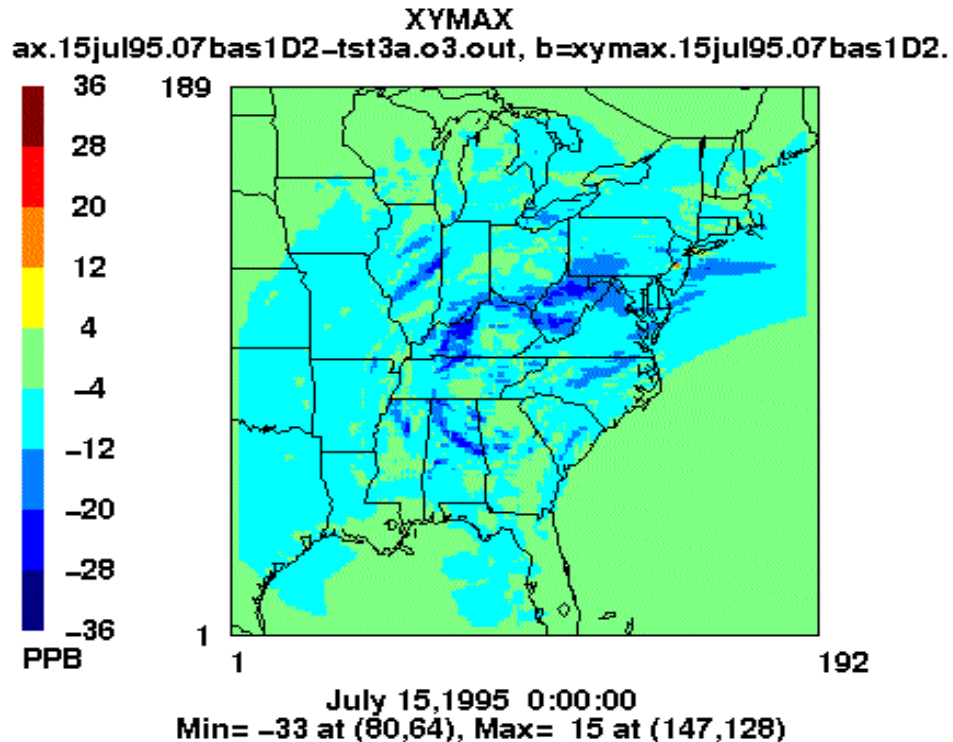 XYMAX
ax.15jul95.07bas1D2–tst3a.o3.out, b=xymax.15jul95.07bas1D2.
189
36
28
20
12
4
–4
–12
–20
–28
–36
1
PPB
1
192
July 15,1995 0:00:00
Min= –33 at (80,64), Max= 15 at (147,128)